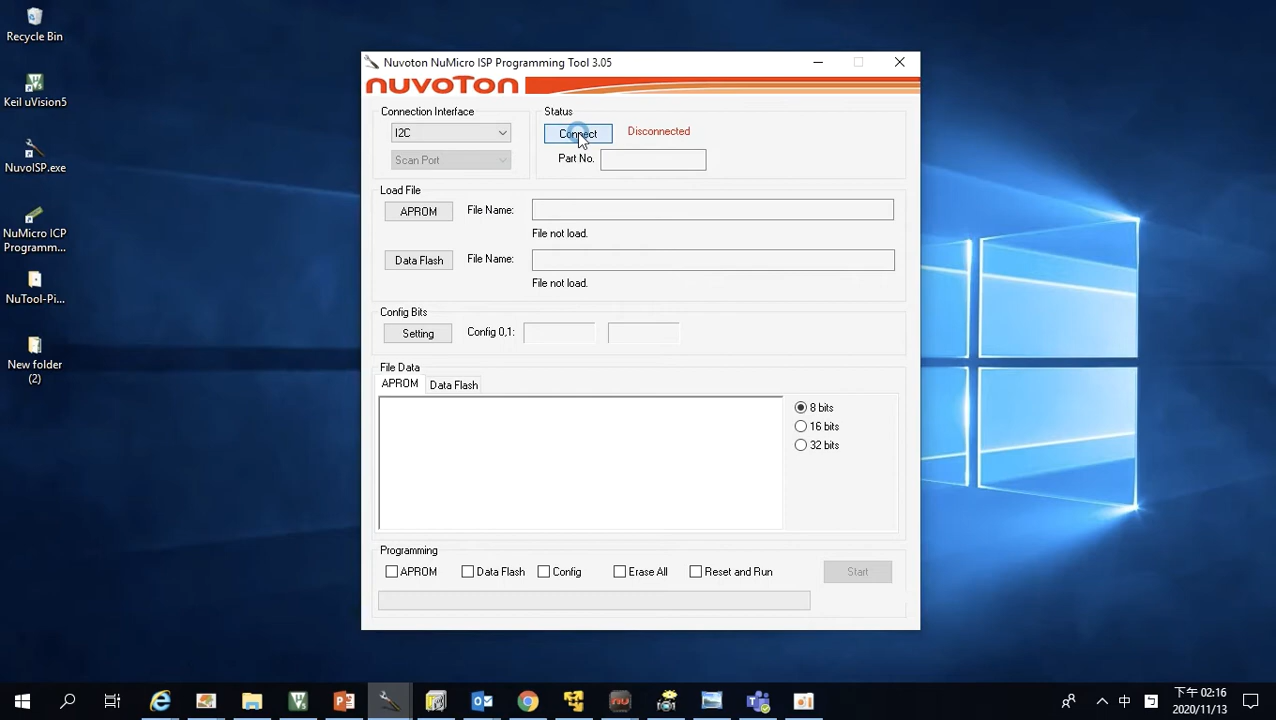 Recycle Bin
Keil uVision5
NuvoISP.exe
NuMicro ICP
Programm...
NuTool-Pi...
New folder
(2)
Nuvoton NuMicro ISP Programming Tool 3.05
nuvoTon
Connection Interface
I2C
Scan Port
Status
Connect
Disconnected
Part No.
Load File
APROM
File Name:
File not load.
Data Flash
File Name:
File not load.
Config Bits
Setting
Config 0,1:
File Data
APROM
Data Flash
8 bits
16 bits
32 bits
Programming
APROM
Data Flash
Config
Erase All
Reset and Run
Start
中
下午 02:16
2020/11/13